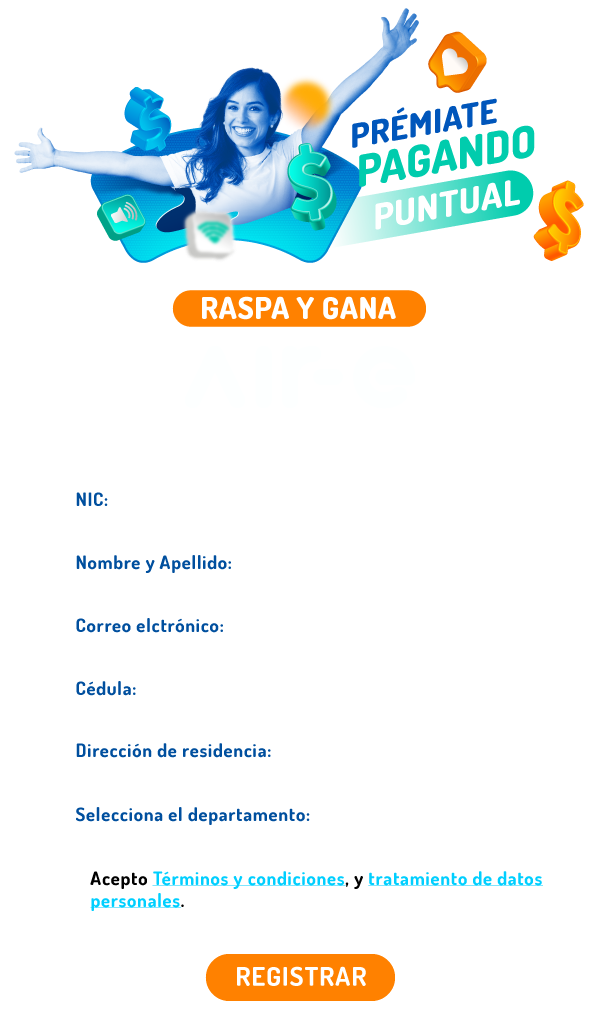 PRÉMIATE
PAGANDO
PUNTUAL
RASPA Y GANA
NIC:
Nombre y Apellido:
Correo elctrónico:
Cédula:
Dirección de residencia:
Selecciona el departamento:
Acepto Términos y condiciones, y tratamiento de datos
personales.
REGISTRAR